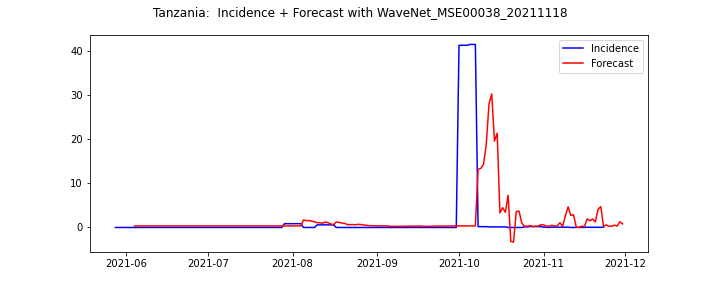 Tanzania:  Incidence + Forecast with WaveNet_MSE00038_20211118
Incidence
Forecast
40
30
20
10
0
2021-06 2021-07 2021-08 2021-09 2021-10 2021-11 2021-12